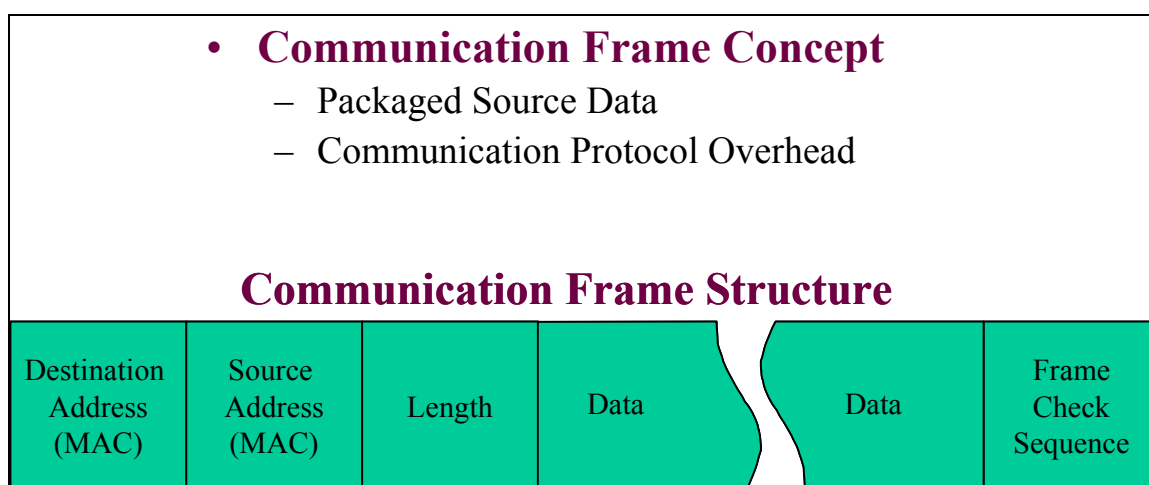 • Communication Frame Concept
– Packaged Source Data
– Communication Protocol Overhead
Communication Frame Structure
Destination
Address
(MAC)
Source
Address
(MAC)
Length
Data
Data
Frame
Check
Sequence